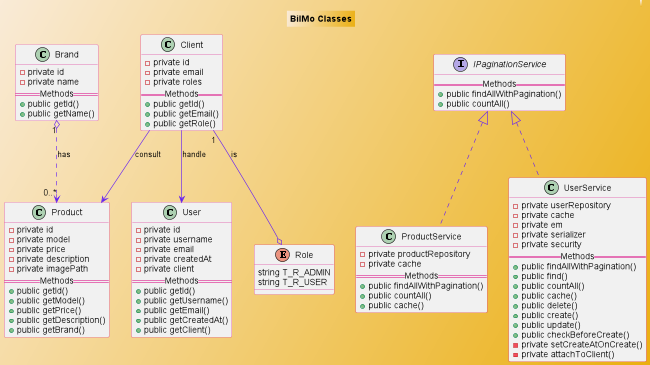 BilMo Classes
C Brand
private id
private name
Methods
public getId()
public getName()
C Client
private id
private email
private roles
Methods
public getId()
public getEmail()
public getRole()
I IPaginationService
Methods
public findAllWithPagination()
public countAll()
1
has
0..*
consult
handle
1
is
C Product
private id
private model
private price
private description
private imagePath
Methods
public getId()
public getModel()
public getPrice()
public getDescription()
public getBrand()
C User
private id
private username
private email
private createdAt
private client
Methods
public getId()
public getUsername()
public getEmail()
public getCreatedAt()
public getClient()
E Role
string T_R_ADMIN
string T_R_USER
C ProductService
private productRepository
private cache
Methods
public findAllWithPagination()
public countAll()
public cache()
C UserService
private userRepository
private cache
private em
private serializer
private security
Methods
public findAllWithPagination()
public find()
public countAll()
public cache()
public delete()
public create()
public update()
public checkBeforeCreate()
private setCreateAtOnCreate()
private attachToClient()